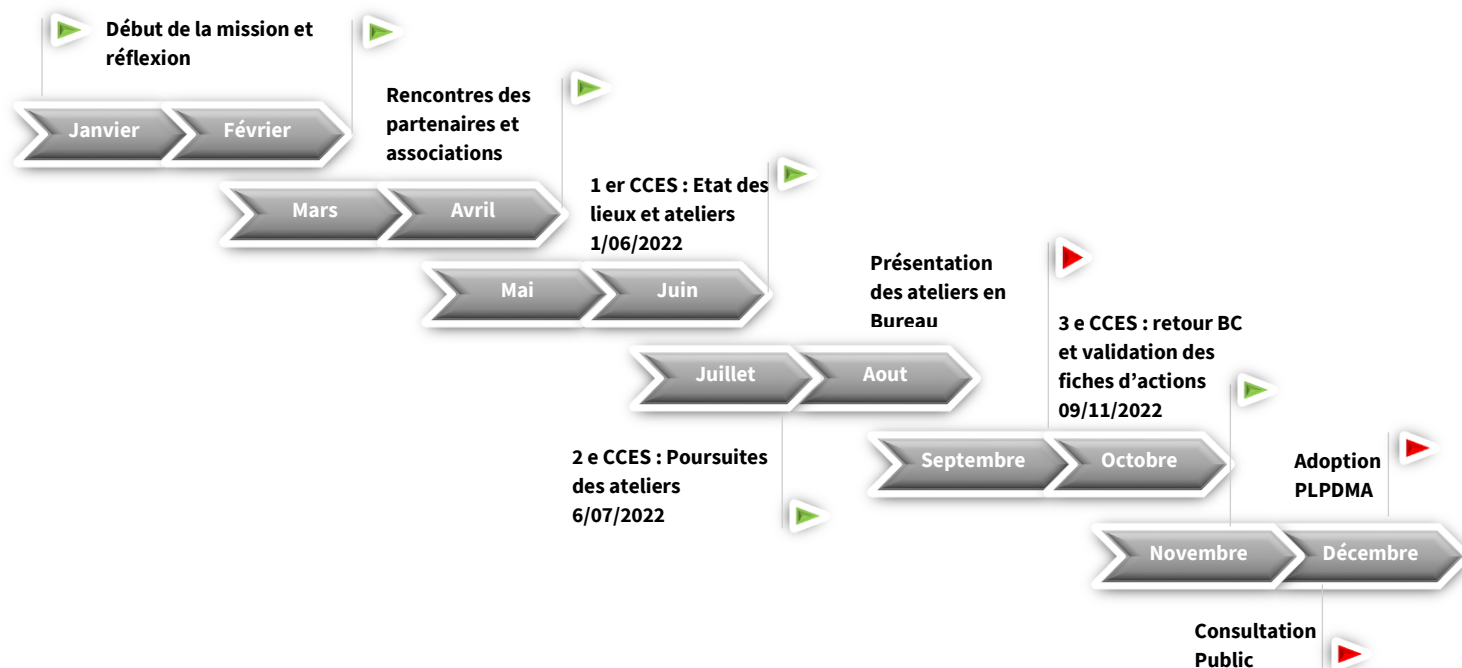 Début de la mission et
réflexion
Janvier
Février
Rencontres des
partenaires et
associations
Mars
Avril
1 er CCES : Etat des
lieux et ateliers
1/06/2022
Mai
Juin
Présentation
des ateliers en
Bureau
Juillet
Aout
2 e CCES : Poursuites
des ateliers
6/07/2022
3 e CCES : retour BC
et validation des
fiches d’actions
09/11/2022
Septembre
Octobre
Adoption
PLPDMA
Novembre
Décembre
Consultation
Public